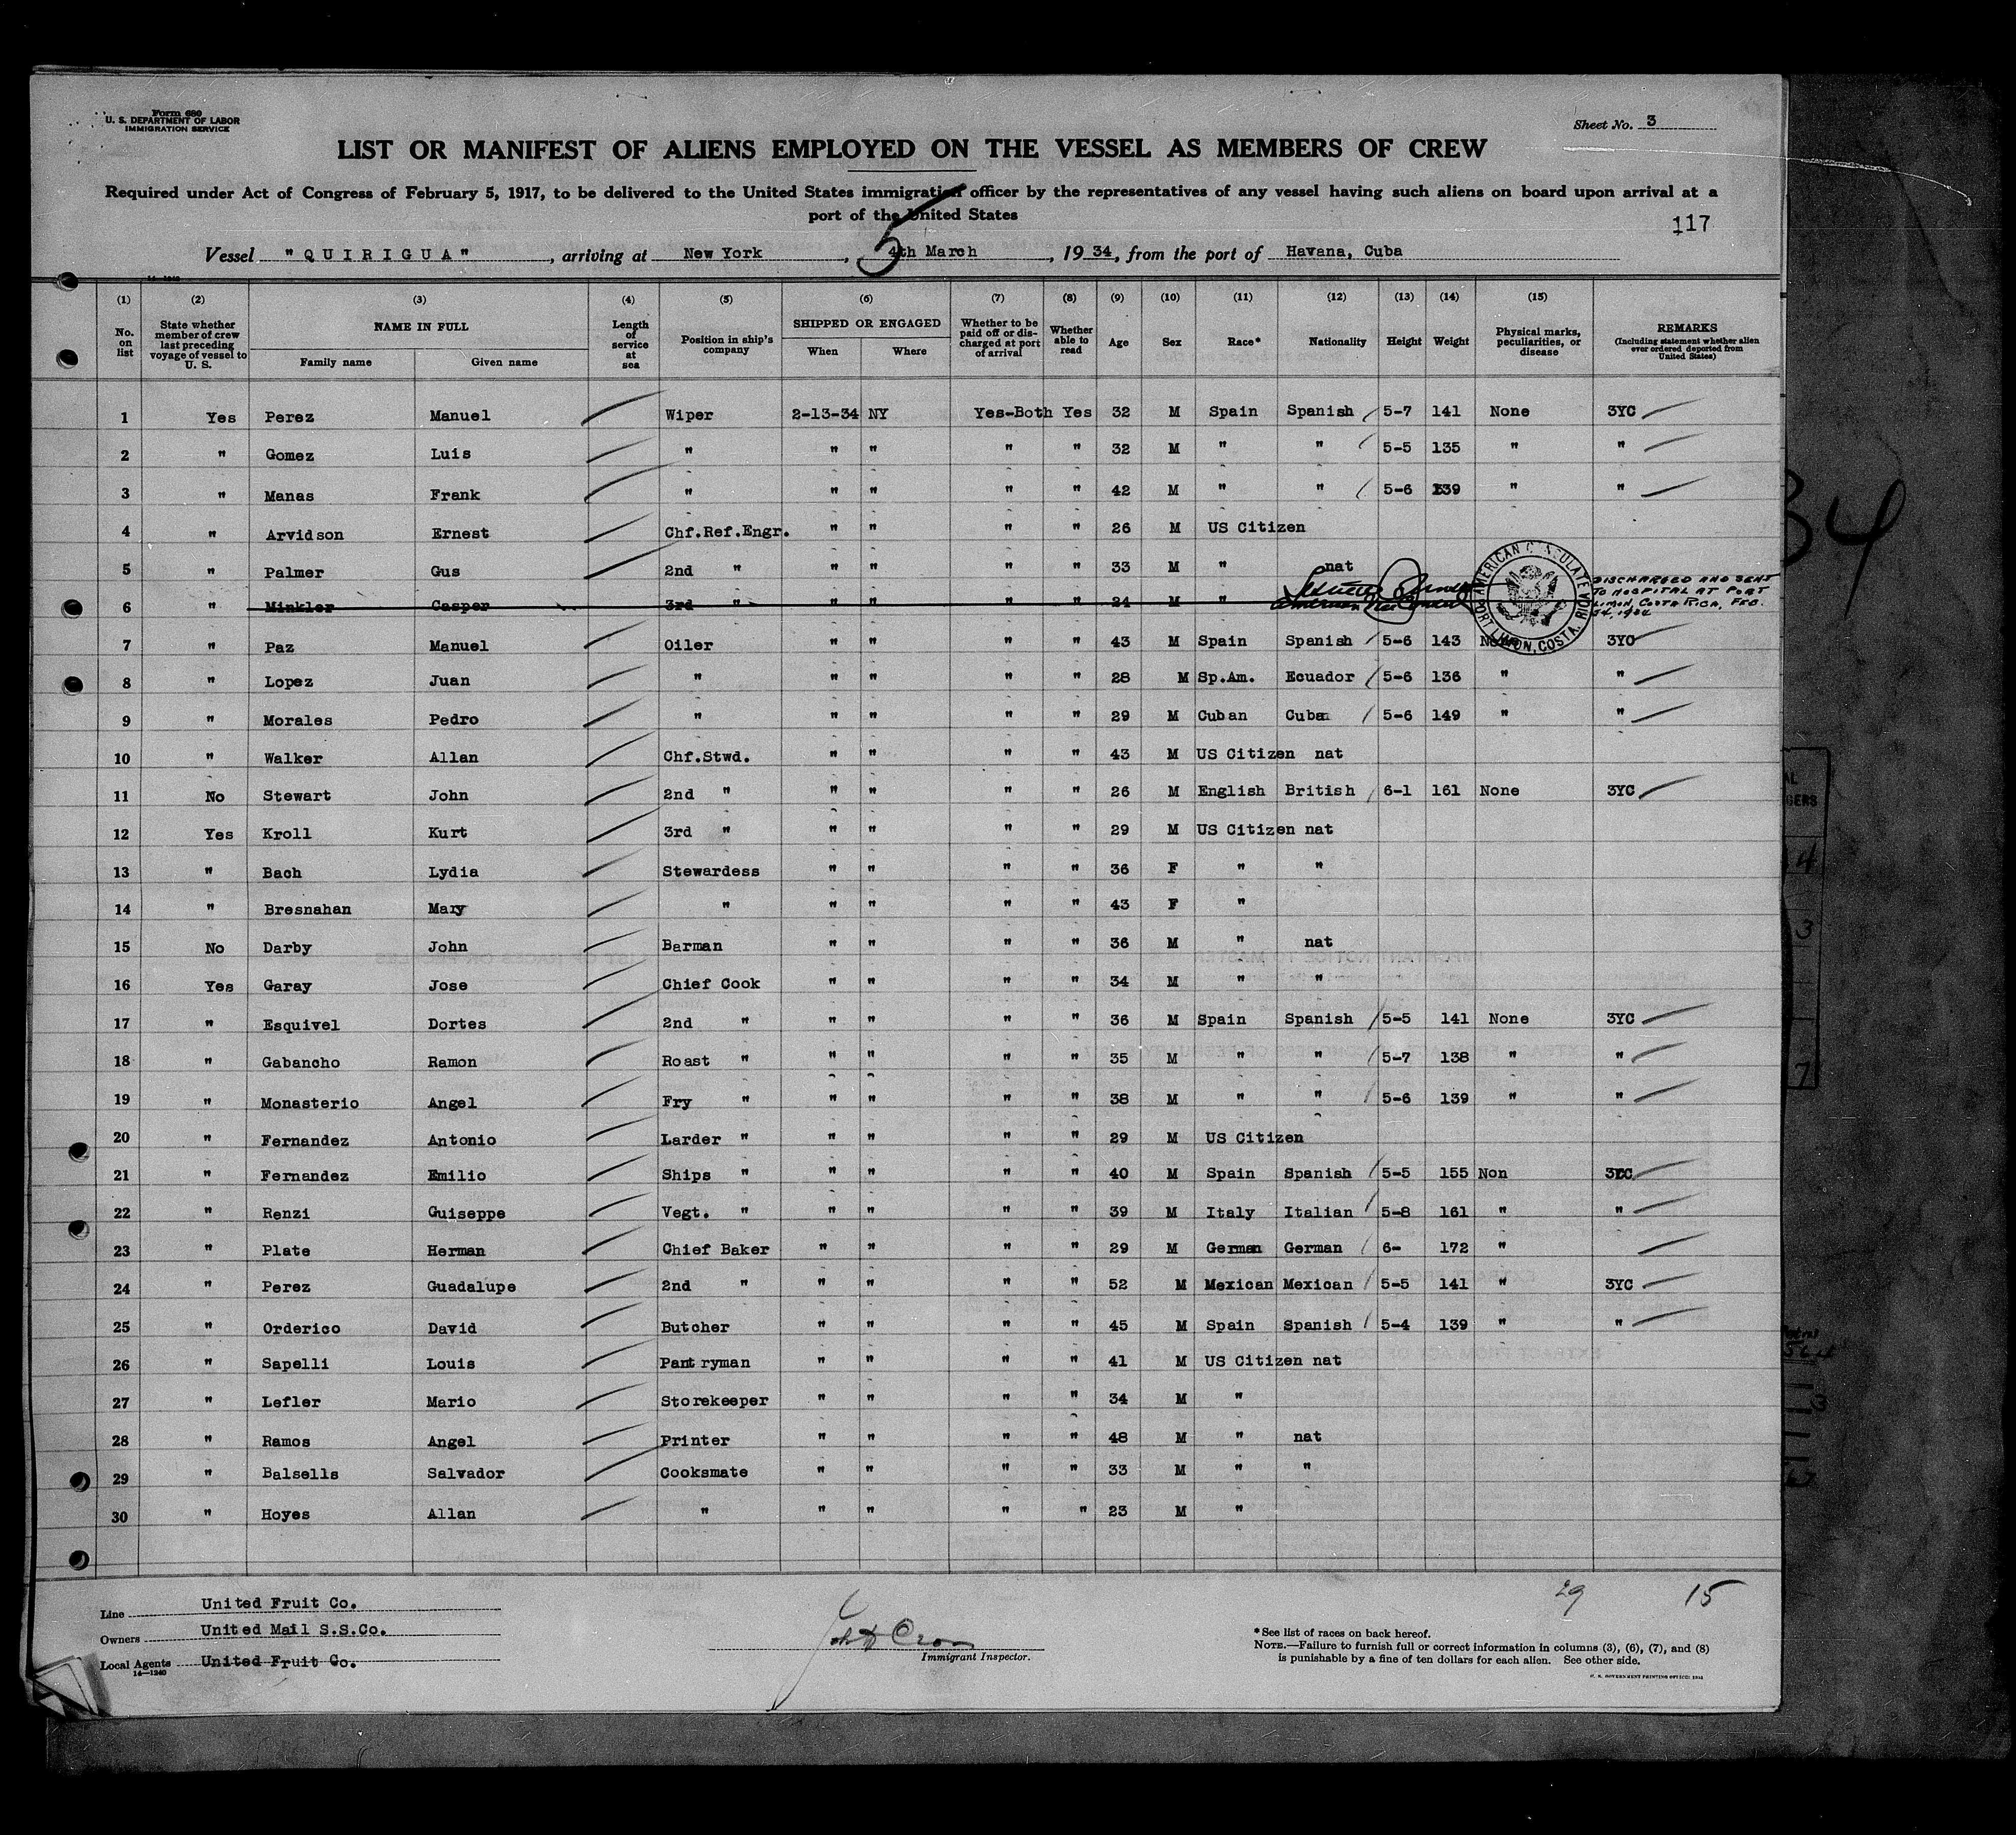 Form 680
U. S. DEPARTMENT OF LABOR
IMMIGRATION SERVICE
Sheet No. 3
LIST OR MANIFEST OF ALIENS EMPLOYED ON THE VESSEL AS MEMBERS OF CREW
Required under Act of Congress of February 5, 1917, to be delivered to the United States immigration officer by the representatives of any vessel having such aliens on board upon arrival at a
port of the United States
117
Vessel "QUIRIGUA", arriving at New York, 5 4th March, 1934, from the port of Havana, Cuba
(1) (2) (3) (4) (5) (6) (7) (8) (9) (10) (11) (12) (13) (14) (15)
No. on list State whether member of crew last preceding voyage of vessel to U. S. NAME IN FULL Family name Given name Length of service at sea Position in ship's company SHIPPED OR ENGAGED When Where Whether to be paid off or discharged at port of arrival Whether able to read Age Sex Race* Nationality Height Weight Physical marks, peculiarities, or disease REMARKS (Including statement whether alien ever ordered deported from United States)
1 Yes Perez Manuel Wiper 2-13-34 NY Yes-Both Yes 32 M Spain Spanish 5-7 141 None 3YC
2 " Gomez Luis " " " " " 32 M " " 5-5 135 " "
3 " Manas Frank " " " " " 42 M " " 5-6 139 " "
4 " Arvidson Ernest Chf.Ref.Engr. " " " " 26 M US Citizen
5 " Palmer Gus 2nd " " " " " 33 M " nat
6 " Minkler Casper 3rd " " " " " 24 M " American Vice Consul
AMERICAN CONSULATE PORT LIMON, COSTA RICA
DISCHARGED AND SENT
TO HOSPITAL AT PORT
LIMON, COSTA RICA, FEB.
24, 1934
7 " Paz Manuel Oiler " " " " 43 M Spain Spanish 5-6 143 None 3YC
8 " Lopez Juan " " " " " 28 M Sp.Am. Ecuador 5-6 136 " "
9 " Morales Pedro " " " " " 29 M Cuban Cuba 5-6 149 " "
10 " Walker Allan Chf.Stwd. " " " " 43 M US Citizen nat
11 No Stewart John 2nd " " " " " 26 M English British 6-1 161 None 3YC
12 Yes Kroll Kurt 3rd " " " " " 29 M US Citizen nat
13 " Bach Lydia Stewardess " " " " 36 F " "
14 " Bresnahan Mary " " " " " 43 F "
15 No Darby John Barman " " " " 36 M " nat
16 Yes Garay Jose Chief Cook " " " " 34 M " "
17 " Esquivel Dortes 2nd " " " " " 36 M Spain Spanish 5-5 141 None 3YC
18 " Gabancho Ramon Roast " " " " " 35 M " " 5-7 138 " "
19 " Monasterio Angel Fry " " " " " 38 M " " 5-6 139 " "
20 " Fernandez Antonio Larder " " " " " 29 M US Citizen
21 " Fernandez Emilio Ships " " " " " 40 M Spain Spanish 5-5 155 Non 3YC
22 " Renzi Guiseppe Vegt. " " " " " 39 M Italy Italian 5-8 161 " "
23 " Plate Herman Chief Baker " " " " 29 M German German 6- 172 "
24 " Perez Guadalupe 2nd " " " " " 52 M Mexican Mexican 5-5 141 " 3YC
25 " Orderico David Butcher " " " " 45 M Spain Spanish 5-4 139 " "
26 " Sapelli Louis Pantryman " " " " 41 M US Citizen nat
27 " Lefler Mario Storekeeper " " " " 34 M "
28 " Ramos Angel Printer " " " " 48 M " nat
29 " Balsells Salvador Cooksmate " " " " 33 M " "
30 " Hoyes Allan " " " " " 23 M "
29 15
Line United Fruit Co.
Owners United Mail S.S.Co.
Local Agents United Fruit Co.
14—1240
Immigrant Inspector.
*See list of races on back hereof.
NOTE.—Failure to furnish full or correct information in columns (3), (6), (7), and (8)
is punishable by a fine of ten dollars for each alien. See other side.
34